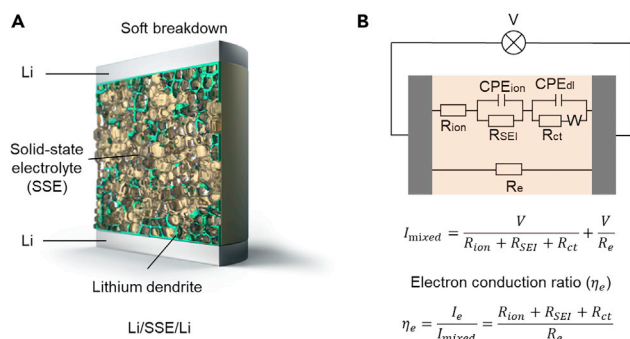 A
Soft breakdown
Li
Solid-state
electrolyte
(SSE)
Li
Lithium dendrite
Li/SSE/Li
B
V
CPEion
CPEdl
Rion
RSEI
Rct
W
Re
Imixed = V / (Rion + RSEI + Rct) + V / Re
Electron conduction ratio (ηe)
ηe = Ie / Imixed = (Rion + RSEI + Rct) / Re